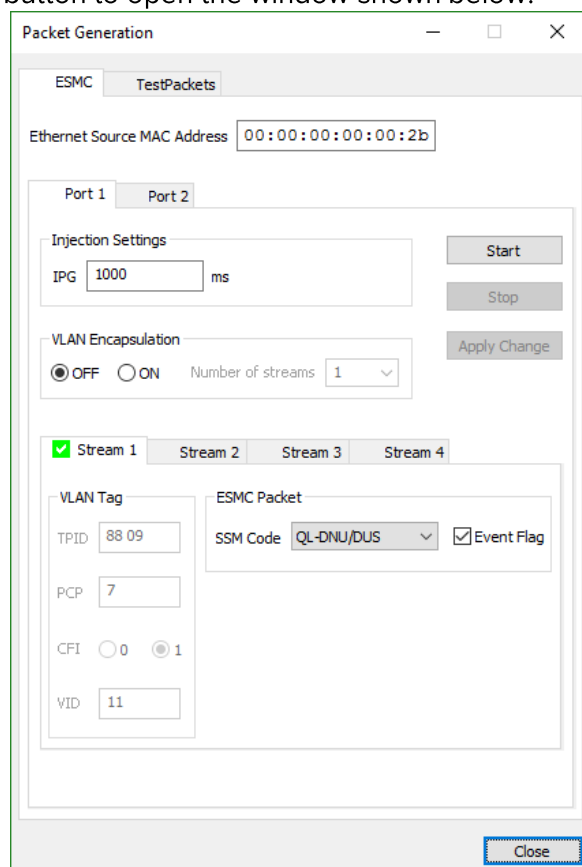 button to open the window shown below.
Packet Generation
ESMC TestPackets
Ethernet Source MAC Address 00:00:00:00:00:2b
Port 1 Port 2
Injection Settings
IPG 1000 ms
Start
Stop
VLAN Encapsulation
OFF ON Number of streams 1
Apply Change
Stream 1 Stream 2 Stream 3 Stream 4
VLAN Tag ESMC Packet
TPID 88 09 SSM Code QL-DNU/DUS Event Flag
PCP 7
CFI 0 1
VID 11
Close